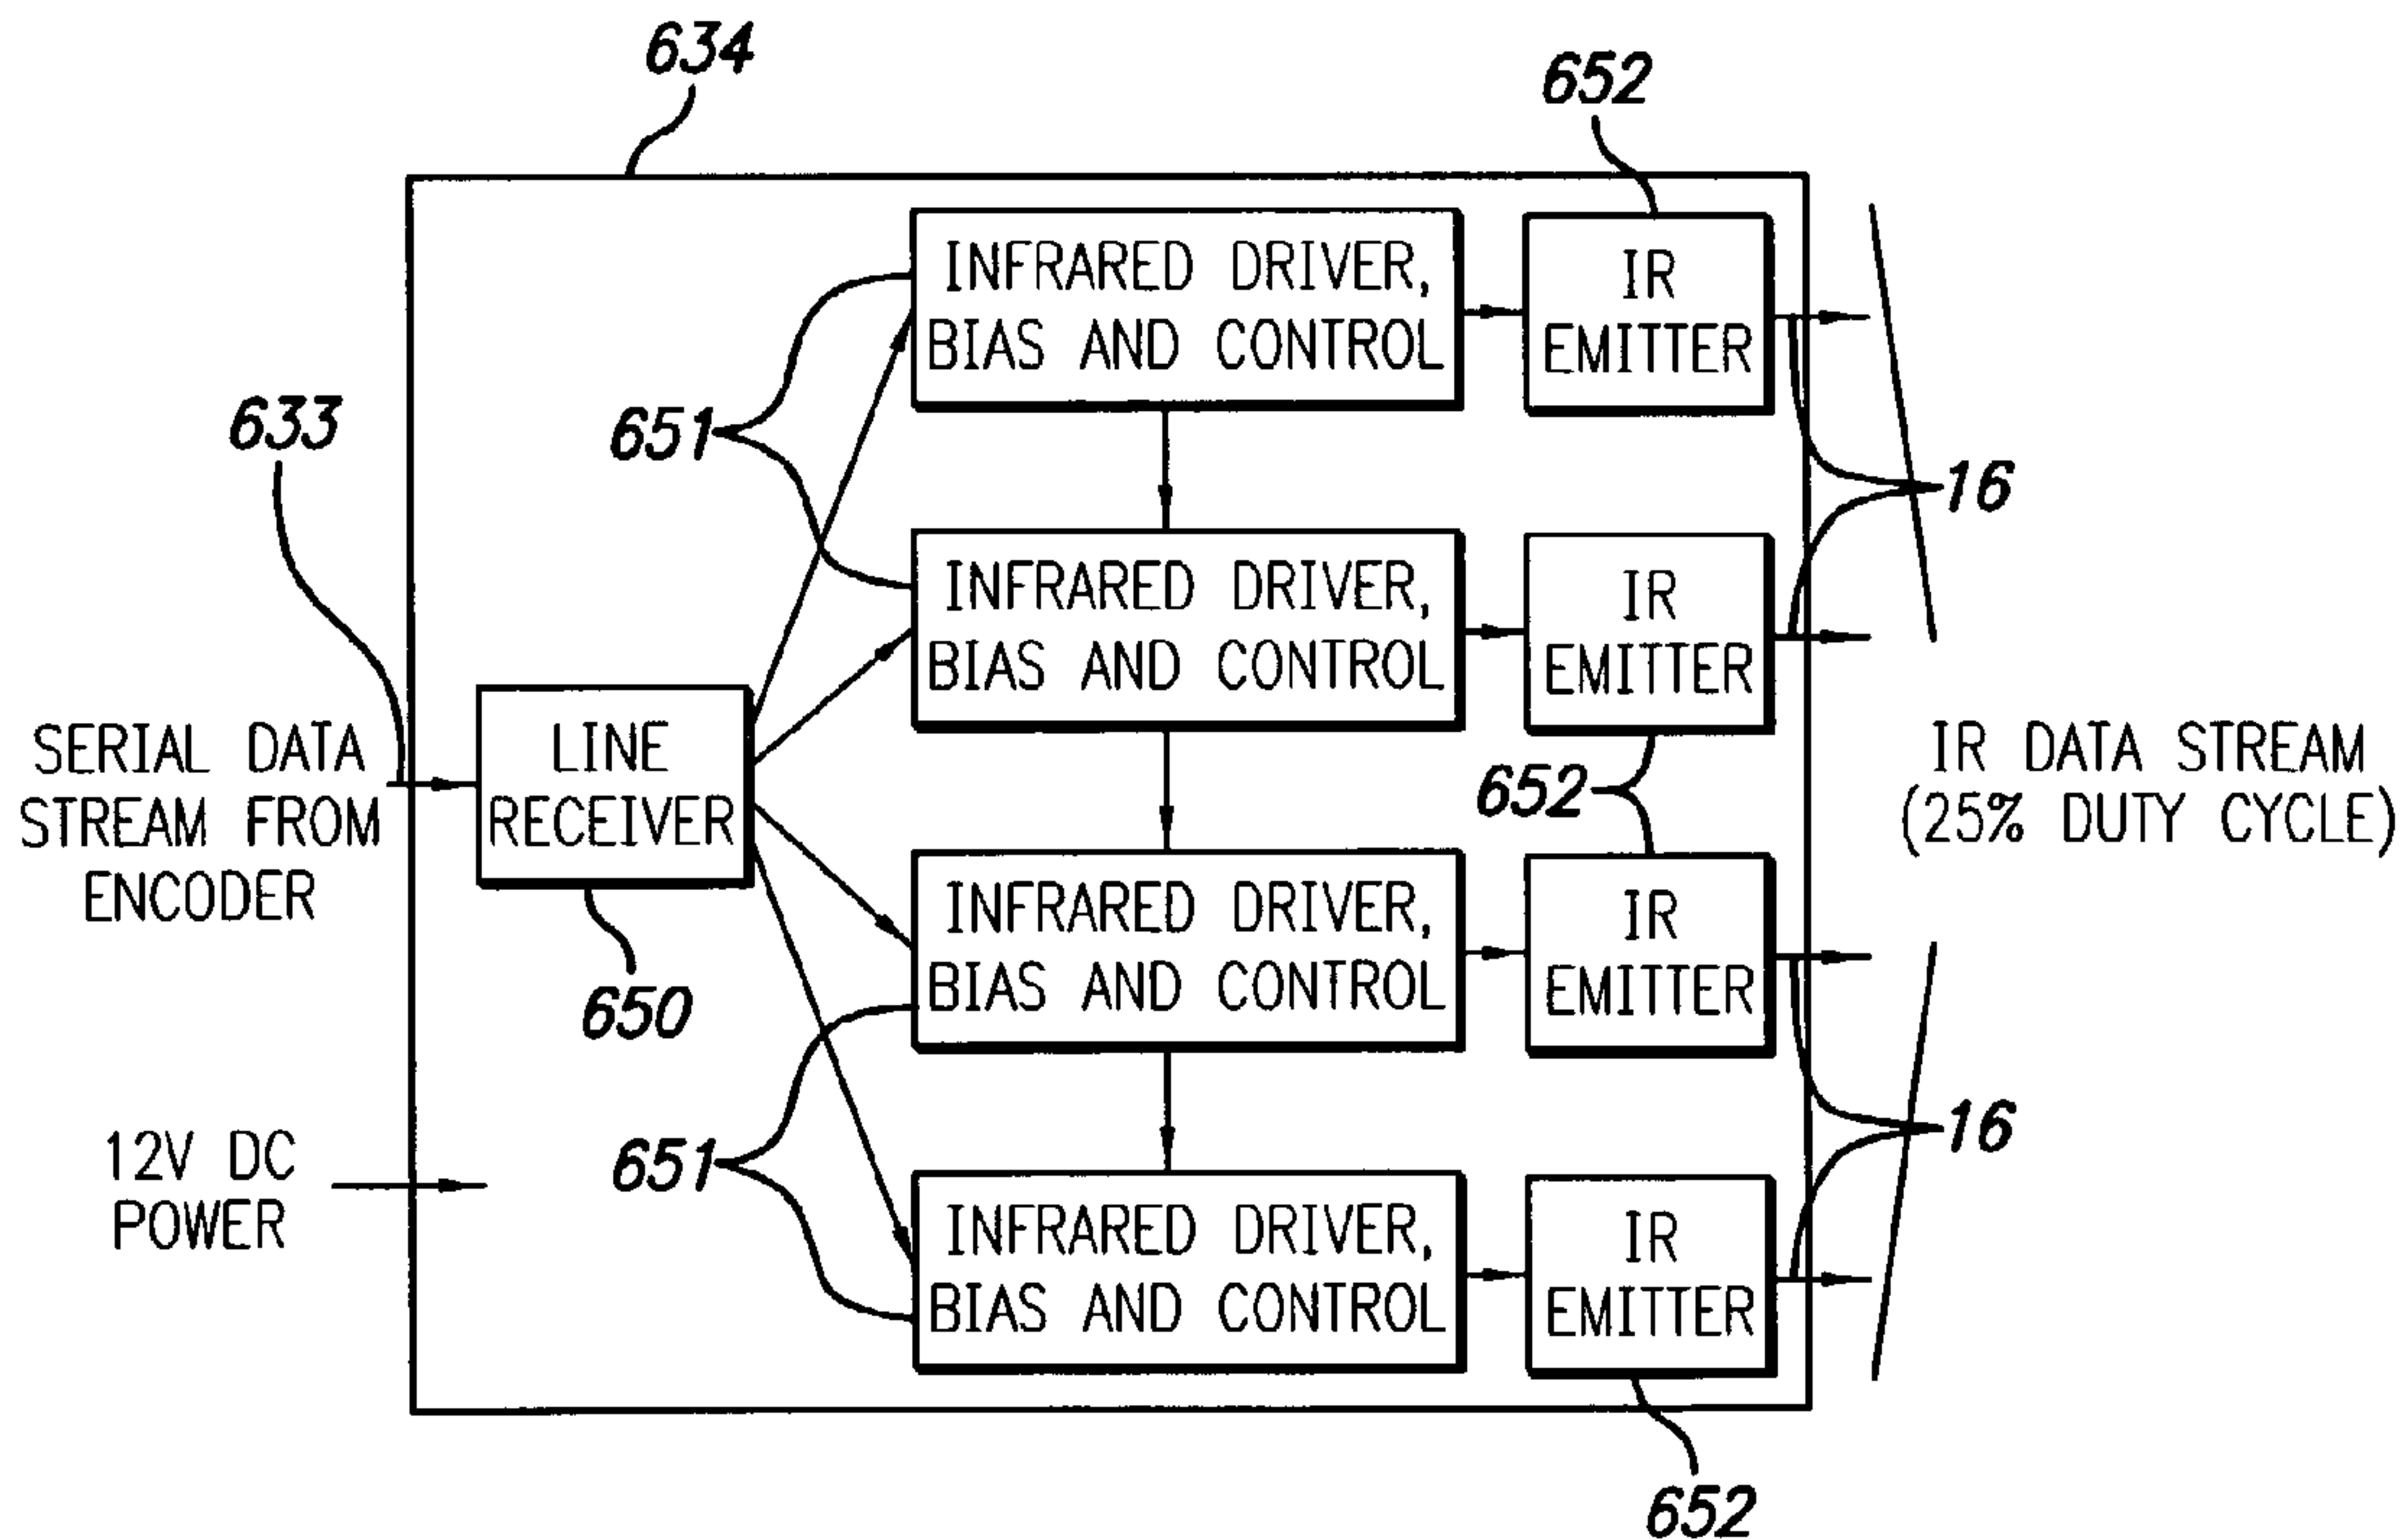 634
652
INFRARED DRIVER,
BIAS AND CONTROL
IR
EMITTER
633
651
16
INFRARED DRIVER,
BIAS AND CONTROL
IR
EMITTER
SERIAL DATA
STREAM FROM
ENCODER
LINE
RECEIVER
652
IR DATA STREAM
(25% DUTY CYCLE)
650
INFRARED DRIVER,
BIAS AND CONTROL
IR
EMITTER
12V DC
POWER
651
16
INFRARED DRIVER,
BIAS AND CONTROL
IR
EMITTER
652